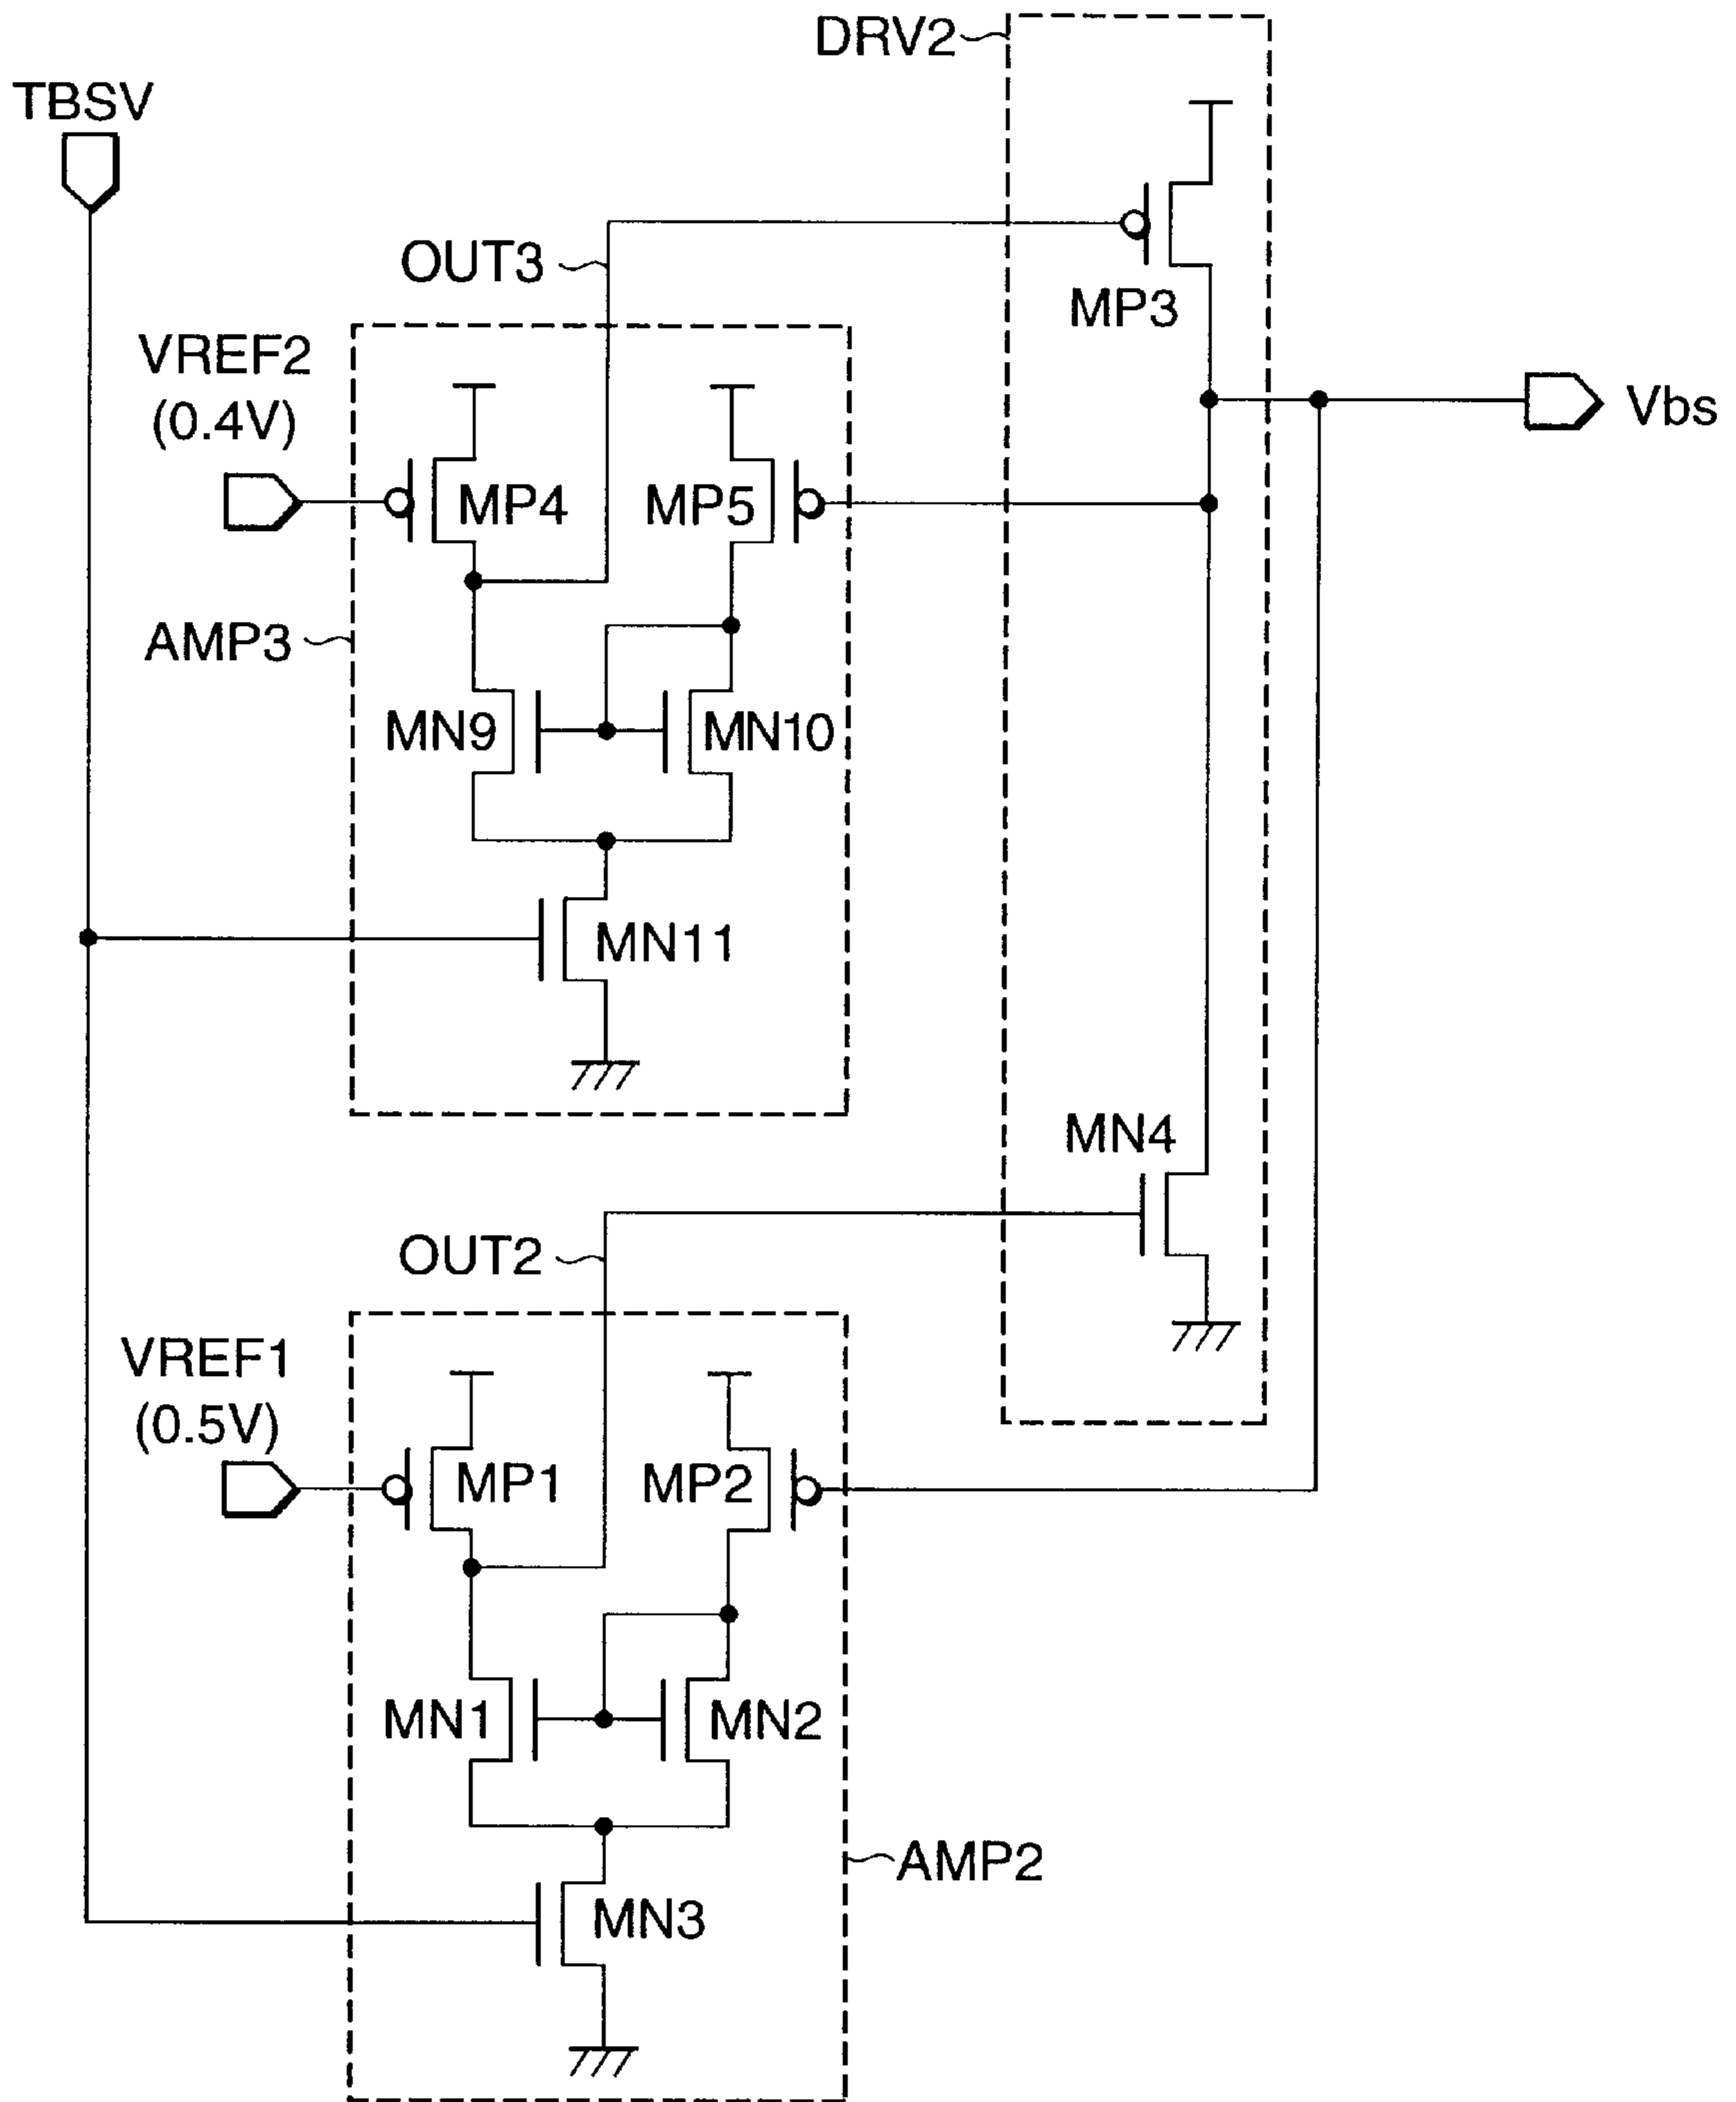 DRV2
TBSV
OUT3
MP3
VREF2
(0.4V)
Vbs
MP4
MP5
AMP3
MN9
MN10
MN11
MN4
OUT2
VREF1
(0.5V)
MP1
MP2
MN1
MN2
AMP2
MN3